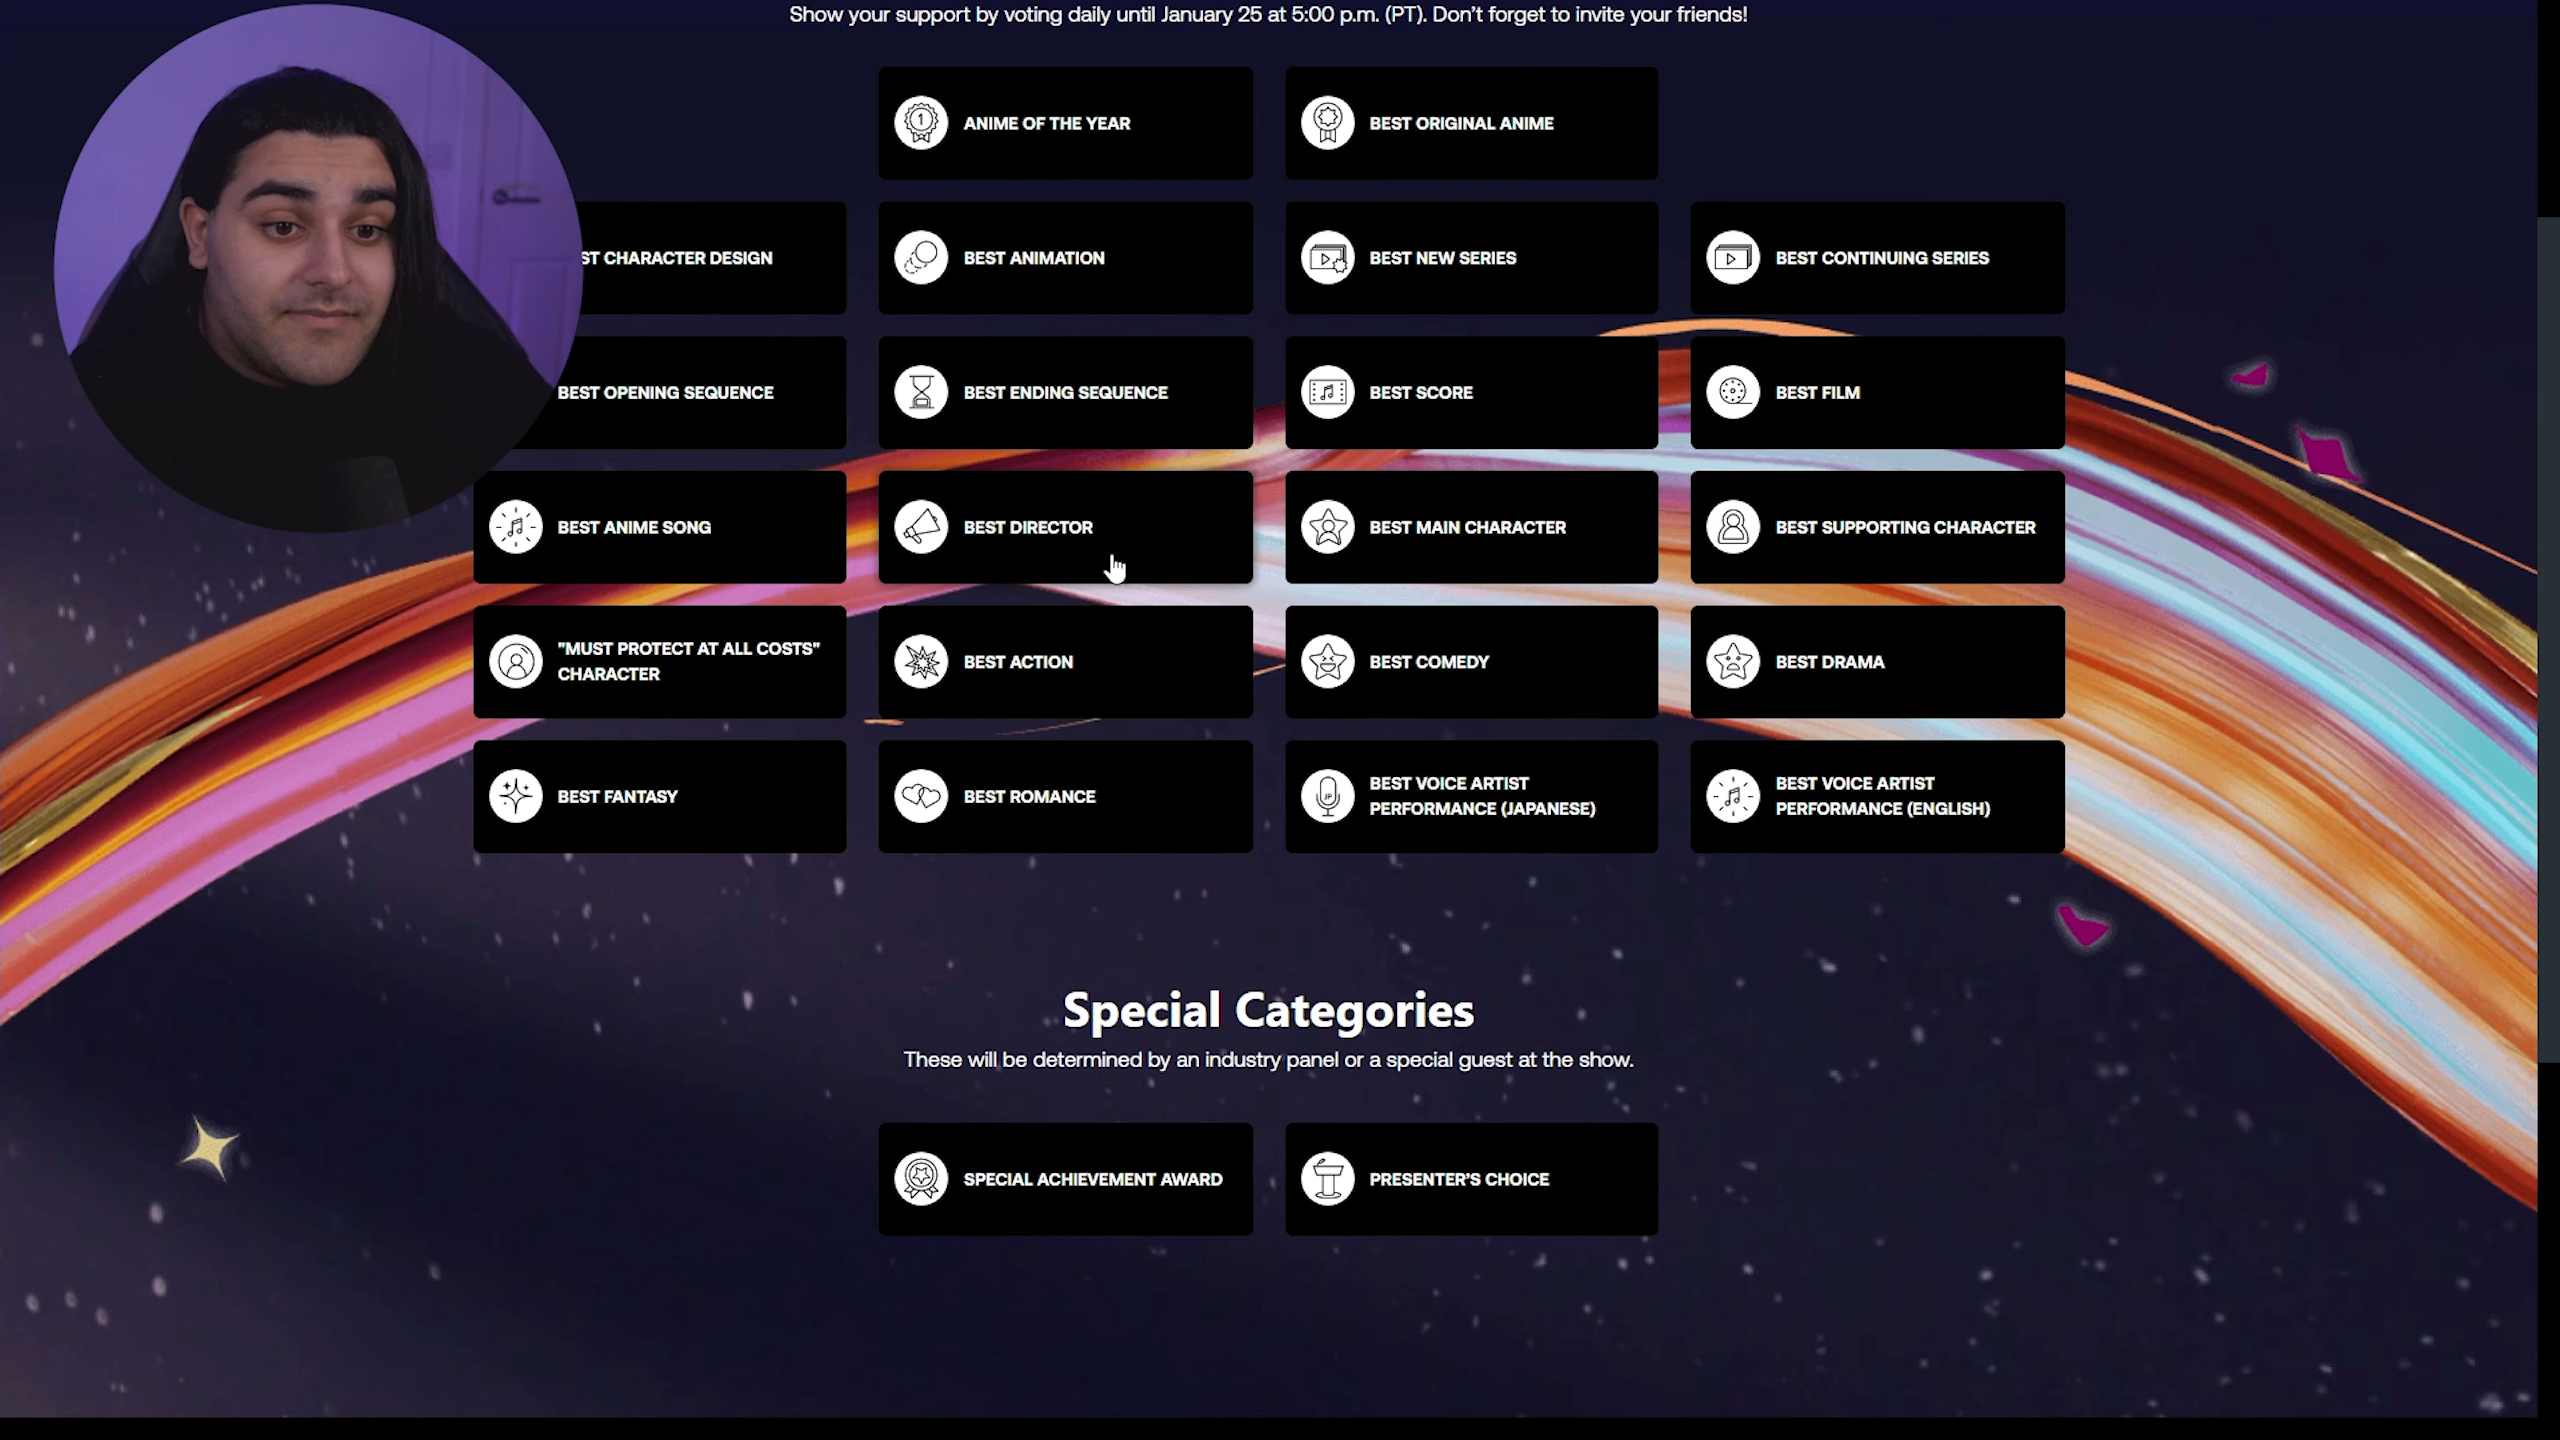 Show your support by voting daily until January 25 at 5:00 p.m. (PT). Don't forget to invite your friends!
ANIME OF THE YEAR
BEST ORIGINAL ANIME
CHARACTER DESIGN
BEST ANIMATION
BEST NEW SERIES
BEST CONTINUING SERIES
BEST OPENING SEQUENCE
BEST ENDING SEQUENCE
BEST SCORE
BEST FILM
BEST ANIME SONG
BEST DIRECTOR
BEST MAIN CHARACTER
BEST SUPPORTING CHARACTER
"MUST PROTECT AT ALL COSTS"
CHARACTER
BEST ACTION
BEST COMEDY
BEST DRAMA
BEST FANTASY
BEST ROMANCE
BEST VOICE ARTIST
PERFORMANCE (JAPANESE)
BEST VOICE ARTIST
PERFORMANCE (ENGLISH)
Special Categories
These will be determined by an industry panel or a special guest at the show.
SPECIAL ACHIEVEMENT AWARD
PRESENTER'S CHOICE